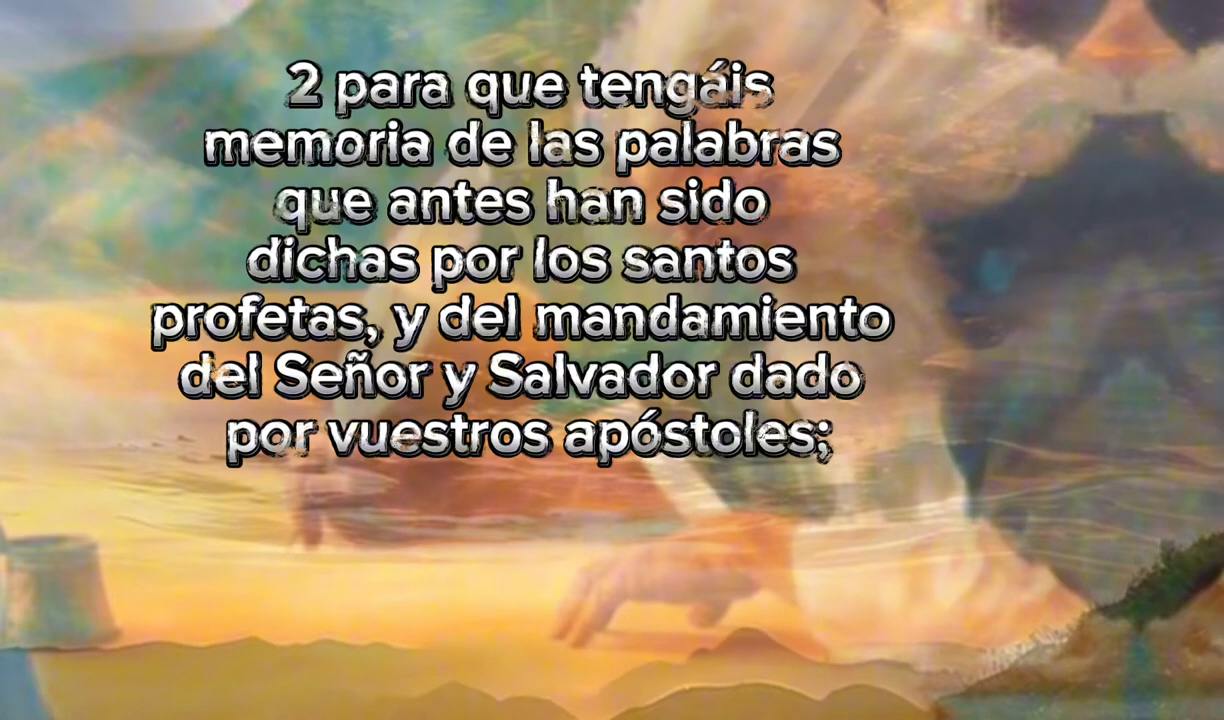 2 para que tengáis
memoria de las palabras
que antes han sido
dichas por los santos
profetas, y del mandamiento
del Señor y Salvador dado
por vuestros apóstoles;